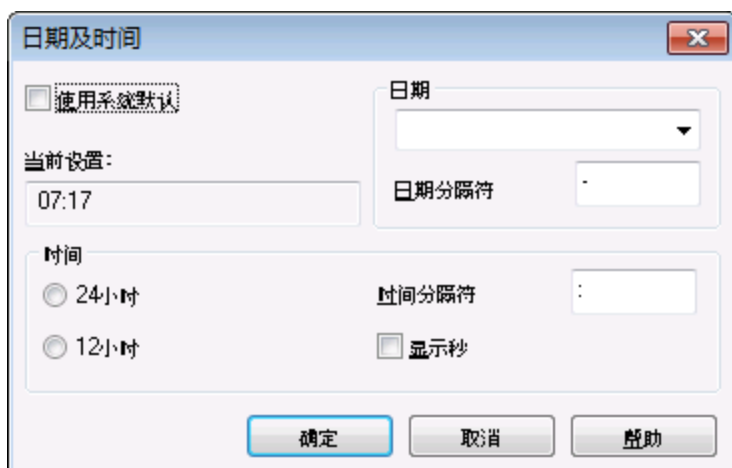 日期及时间
使用系统默认
日期
当前设置:
07:17
日期分隔符
-
时间
24小时
时间分隔符
:
12小时
显示秒
确定
取消
帮助